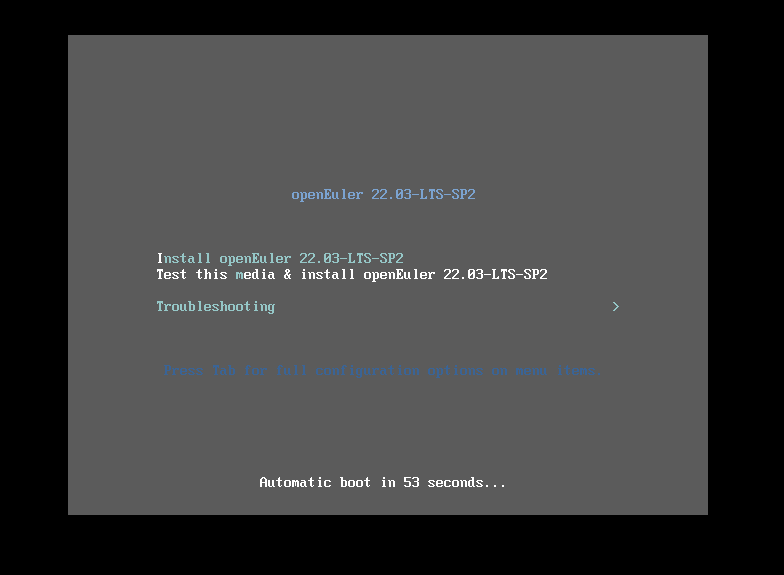 openEuler 22.03-LTS-SP2
Install openEuler 22.03-LTS-SP2
Test this media & install openEuler 22.03-LTS-SP2
Troubleshooting >
Press Tab for full configuration options on menu items.
Automatic boot in 53 seconds...